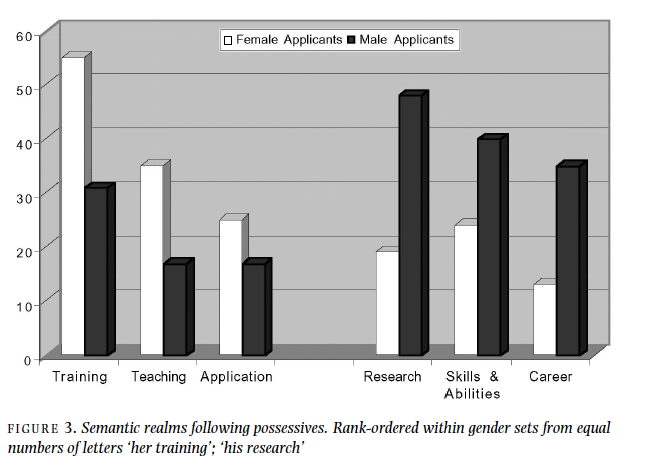 60
Female Applicants Male Applicants
50
40
30
20
10
0
Training Teaching Application Research Skills & Abilities Career
FIGURE 3. Semantic realms following possessives. Rank-ordered within gender sets from equal
numbers of letters ‘her training’; ‘his research’